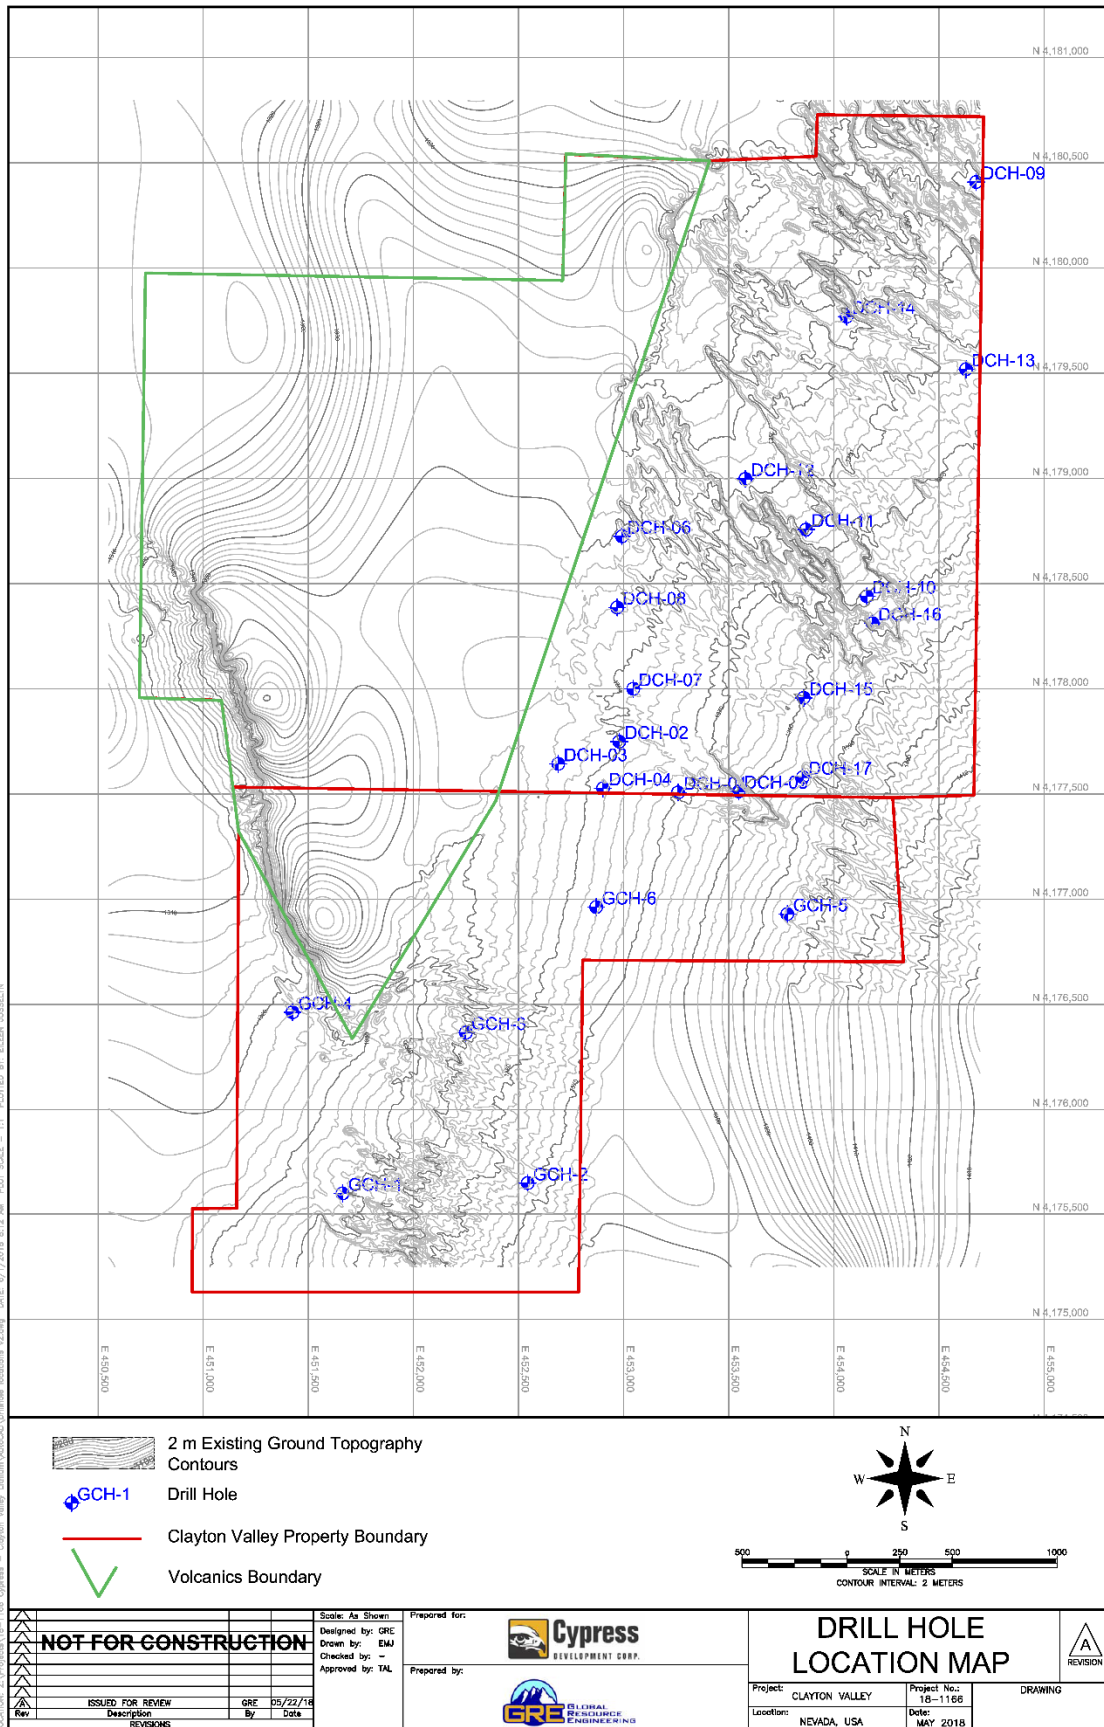 N 4,181,000
N 4,180,500
DCH-09
N 4,180,000
DCH-14
DCH-13
N 4,179,500
DCH-12
N 4,179,000
DCH-11
DCH-06
N 4,178,500
DCH-10
DCH-08
DCH-16
N 4,178,000
DCH-07
DCH-15
DCH-02
DCH-03
DCH-17
DCH-04
N 4,177,500
N 4,177,000
GCH-6
GCH-5
N 4,176,500
GCH-4
GCH-3
N 4,176,000
GCH-2
GCH-1
N 4,175,500
N 4,175,000
E 450,500
E 451,000
E 451,500
E 452,000
E 452,500
E 453,000
E 453,500
E 454,000
E 454,500
E 455,000
2 m Existing Ground Topography
Contours
GCH-1 Drill Hole
Clayton Valley Property Boundary
Volcanics Boundary
N
W E
S
500 0 250 500 1000
SCALE IN METERS
CONTOUR INTERVAL: 2 METERS
NOT FOR CONSTRUCTION
A ISSUED FOR REVIEW GRE 05/22/18
Rev Description By Date
REVISIONS
Scale: As Shown
Designed by: GRE
Drawn by: EMJ
Checked by: –
Approved by: TAL
Prepared for:
Cypress
DEVELOPMENT CORP.
Prepared by:
GRE GLOBAL
RESOURCE
ENGINEERING
DRILL HOLE
LOCATION MAP
A
REVISION
Project: CLAYTON VALLEY
Project No.: 18-1166
DRAWING
Location: NEVADA, USA
Date: MAY 2018